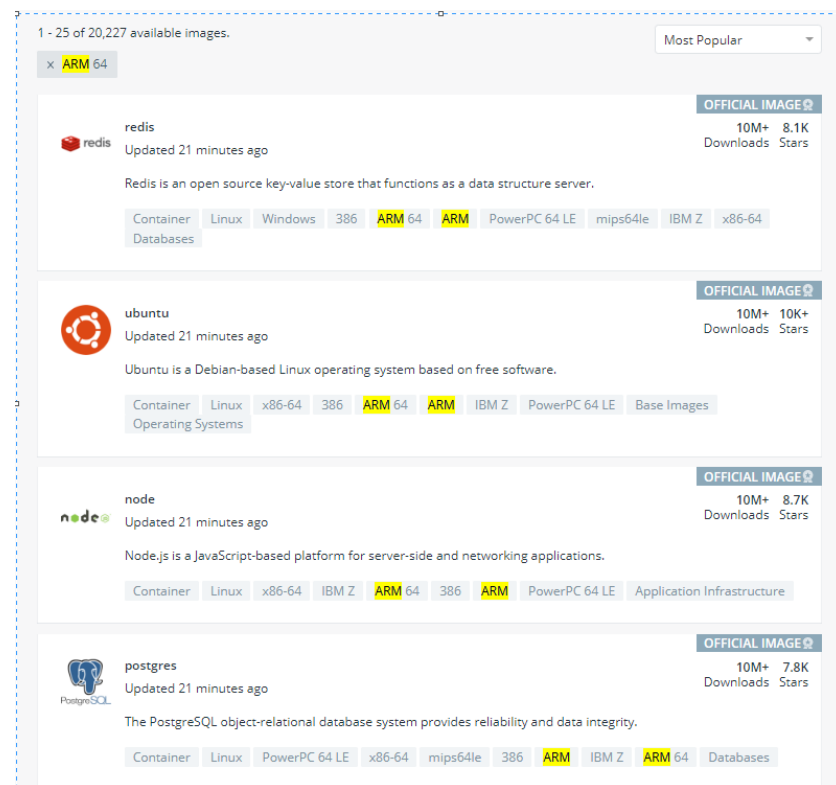 1 - 25 of 20,227 available images.
Most Popular
x ARM 64
OFFICIAL IMAGE
redis
redis
10M+ 8.1K
Updated 21 minutes ago
Downloads Stars
Redis is an open source key-value store that functions as a data structure server.
Container Linux Windows 386 ARM 64 ARM PowerPC 64 LE mips64le IBM Z x86-64
Databases
OFFICIAL IMAGE
ubuntu
10M+ 10K+
Updated 21 minutes ago
Downloads Stars
Ubuntu is a Debian-based Linux operating system based on free software.
Container Linux x86-64 386 ARM 64 ARM IBM Z PowerPC 64 LE Base Images
Operating Systems
OFFICIAL IMAGE
node
node
10M+ 8.7K
Updated 21 minutes ago
Downloads Stars
Node.js is a JavaScript-based platform for server-side and networking applications.
Container Linux x86-64 IBM Z ARM 64 386 ARM PowerPC 64 LE Application Infrastructure
OFFICIAL IMAGE
postgres
10M+ 7.8K
Updated 21 minutes ago
Downloads Stars
PostgreSQL
The PostgreSQL object-relational database system provides reliability and data integrity.
Container Linux PowerPC 64 LE x86-64 mips64le 386 ARM IBM Z ARM 64 Databases